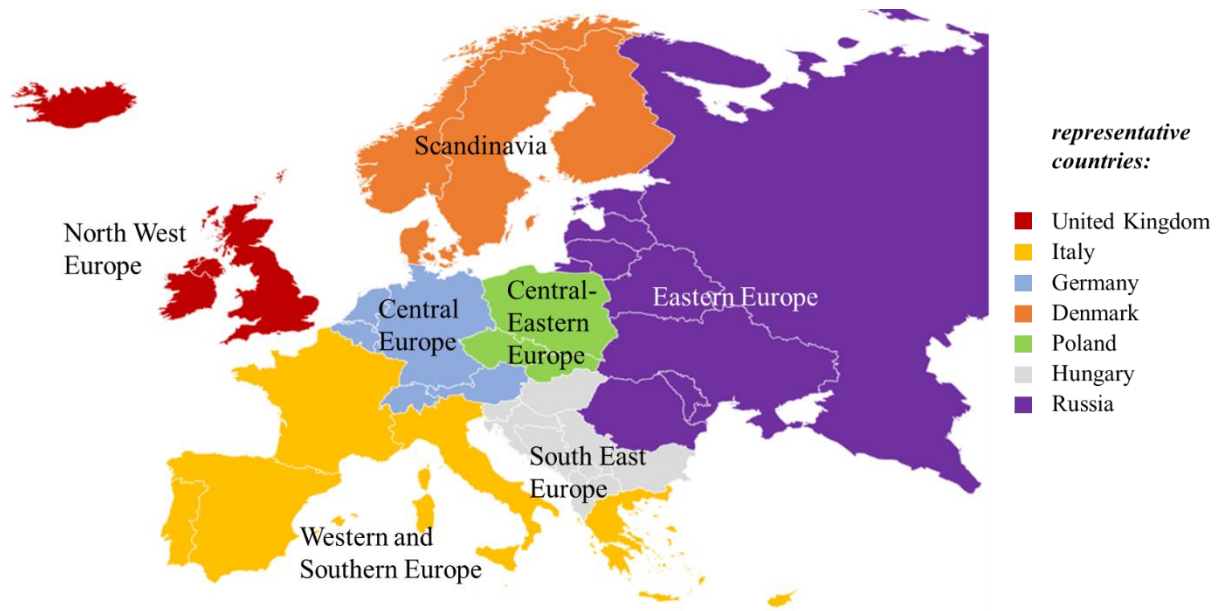 Scandinavia
North West
Europe
Central
Europe
Central-
Eastern
Europe
Eastern Europe
South East
Europe
Western and
Southern Europe
representative
countries:
United Kingdom
Italy
Germany
Denmark
Poland
Hungary
Russia